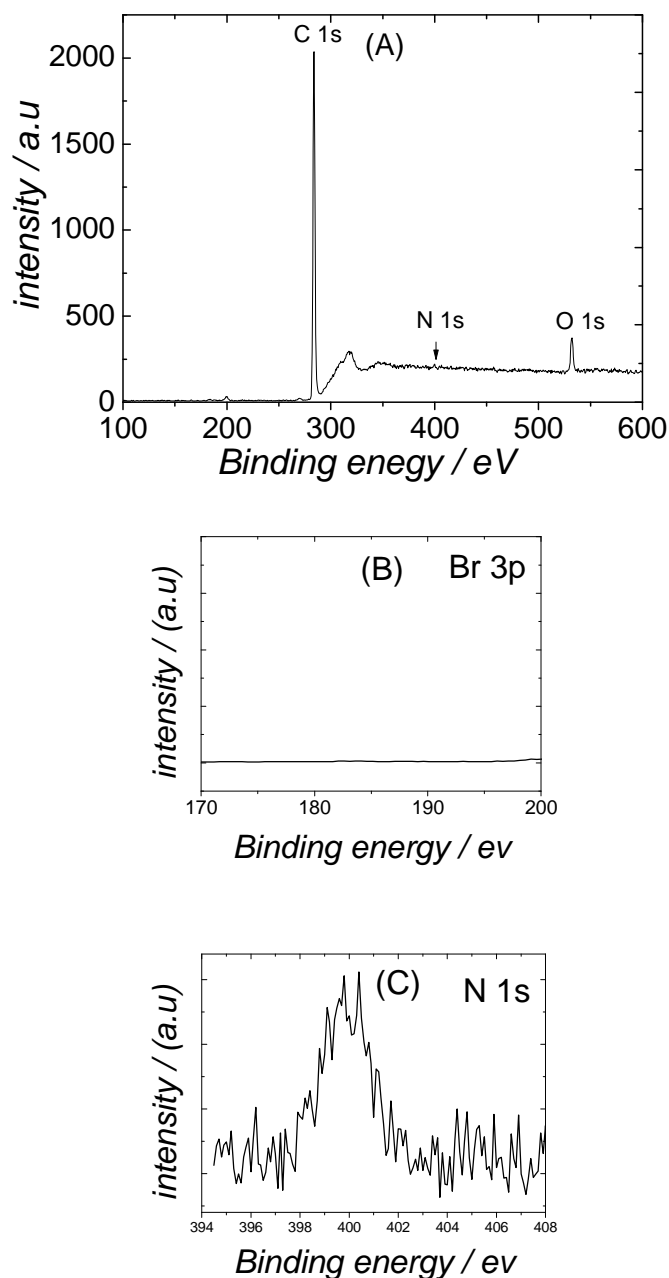 C 1s
(A)
2000
1500
1000
500
0
intensity / a.u
N 1s
O 1s
100 200 300 400 500 600
Binding enegy / eV
(B) Br 3p
intensity / (a.u)
170 180 190 200
Binding energy / ev
(C) N 1s
intensity / (a.u)
394 396 398 400 402 404 406 408
Binding energy / ev